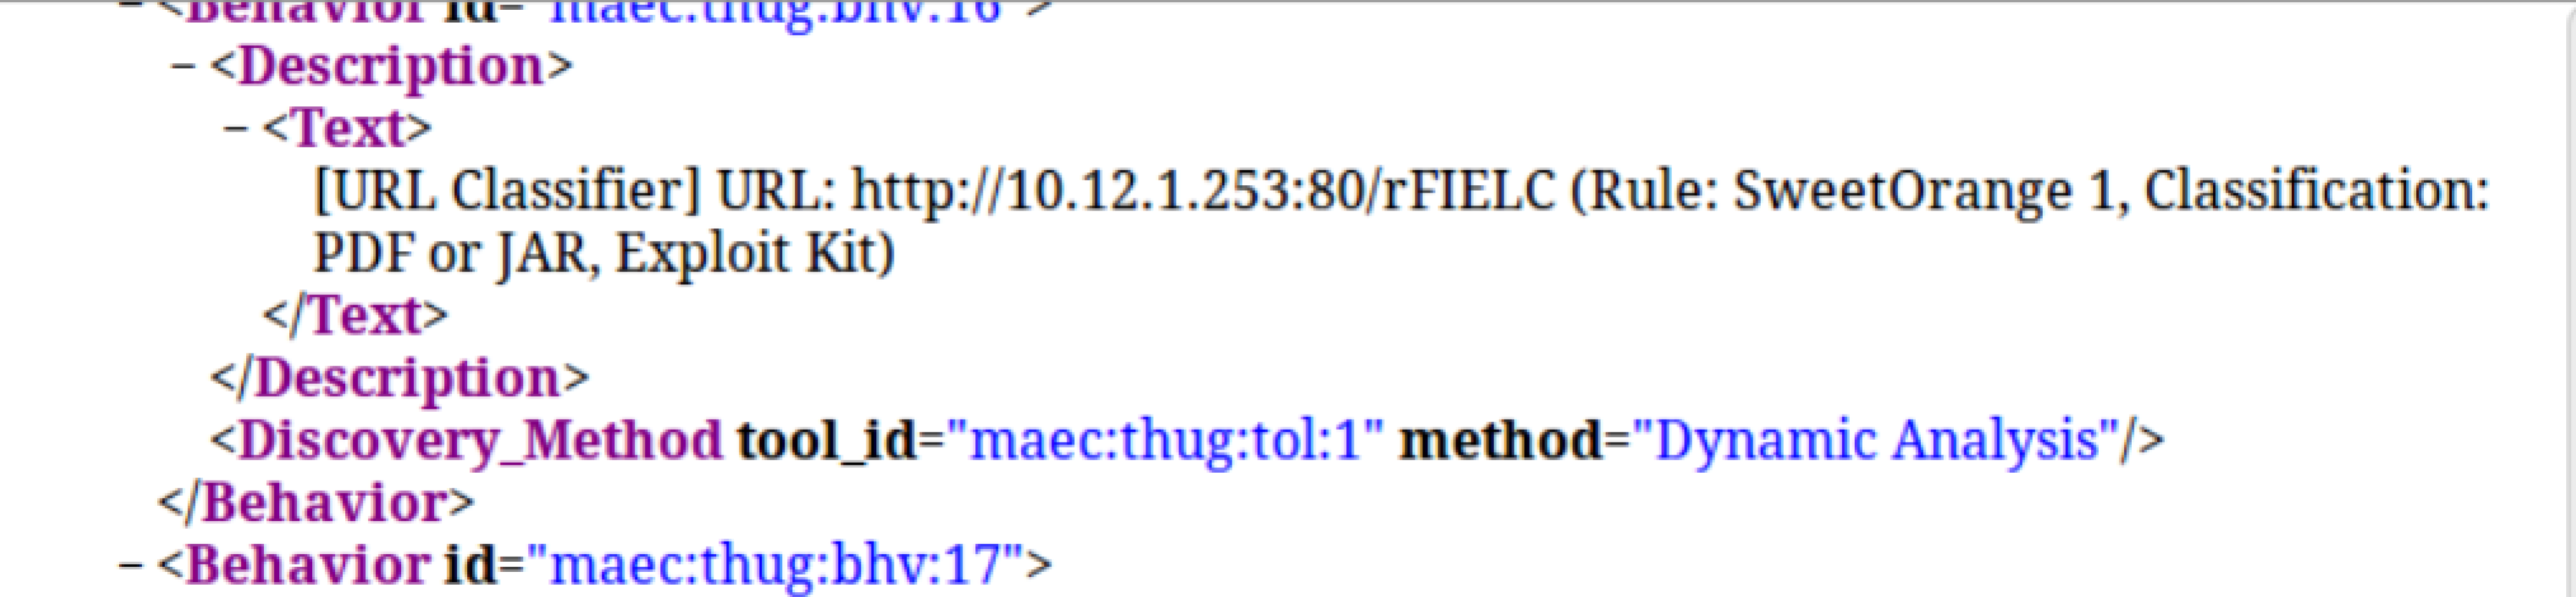 – <Behavior id="maec:thug:bhv:16">
– <Description>
– <Text>
[URL Classifier] URL: http://10.12.1.253:80/rFIELC (Rule: SweetOrange 1, Classification:
PDF or JAR, Exploit Kit)
</Text>
</Description>
<Discovery_Method tool_id="maec:thug:tol:1" method="Dynamic Analysis"/>
</Behavior>
– <Behavior id="maec:thug:bhv:17">